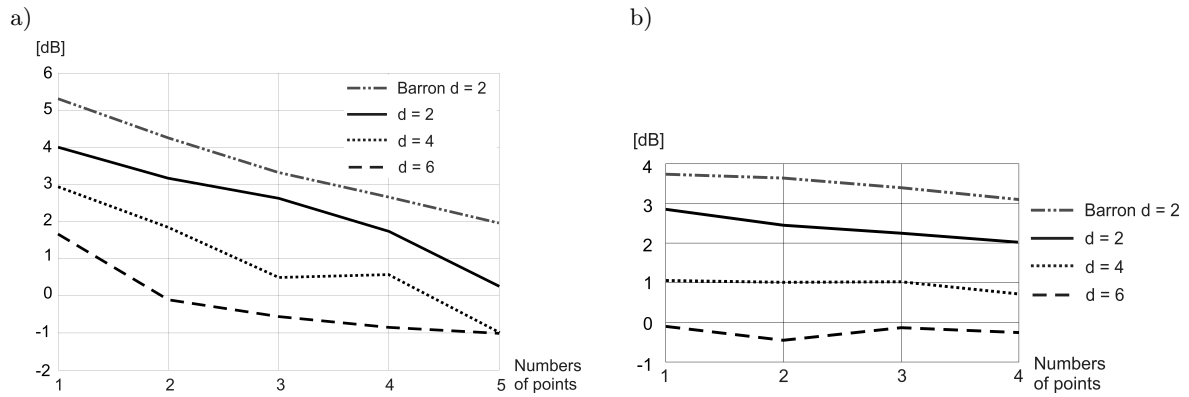 a)
[dB]
6
5
4
3
2
1
0
-1
-2
1 2 3 4 5
Numbers
of points
Barron d = 2
d = 2
d = 4
d = 6
b)
[dB]
4
3
2
1
0
-1
1 2 3 4
Numbers
of points
Barron d = 2
d = 2
d = 4
d = 6